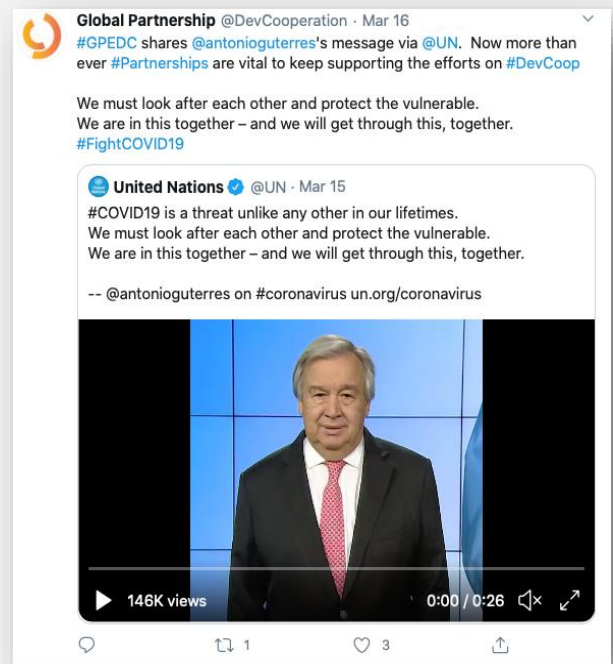 Global Partnership @DevCooperation · Mar 16
#GPEDC shares @antonioguterres's message via @UN. Now more than
ever #Partnerships are vital to keep supporting the efforts on #DevCoop
We must look after each other and protect the vulnerable.
We are in this together – and we will get through this, together.
#FightCOVID19
United Nations @UN · Mar 15
#COVID19 is a threat unlike any other in our lifetimes.
We must look after each other and protect the vulnerable.
We are in this together – and we will get through this, together.
-- @antonioguterres on #coronavirus un.org/coronavirus
146K views 0:00 / 0:26
1 3